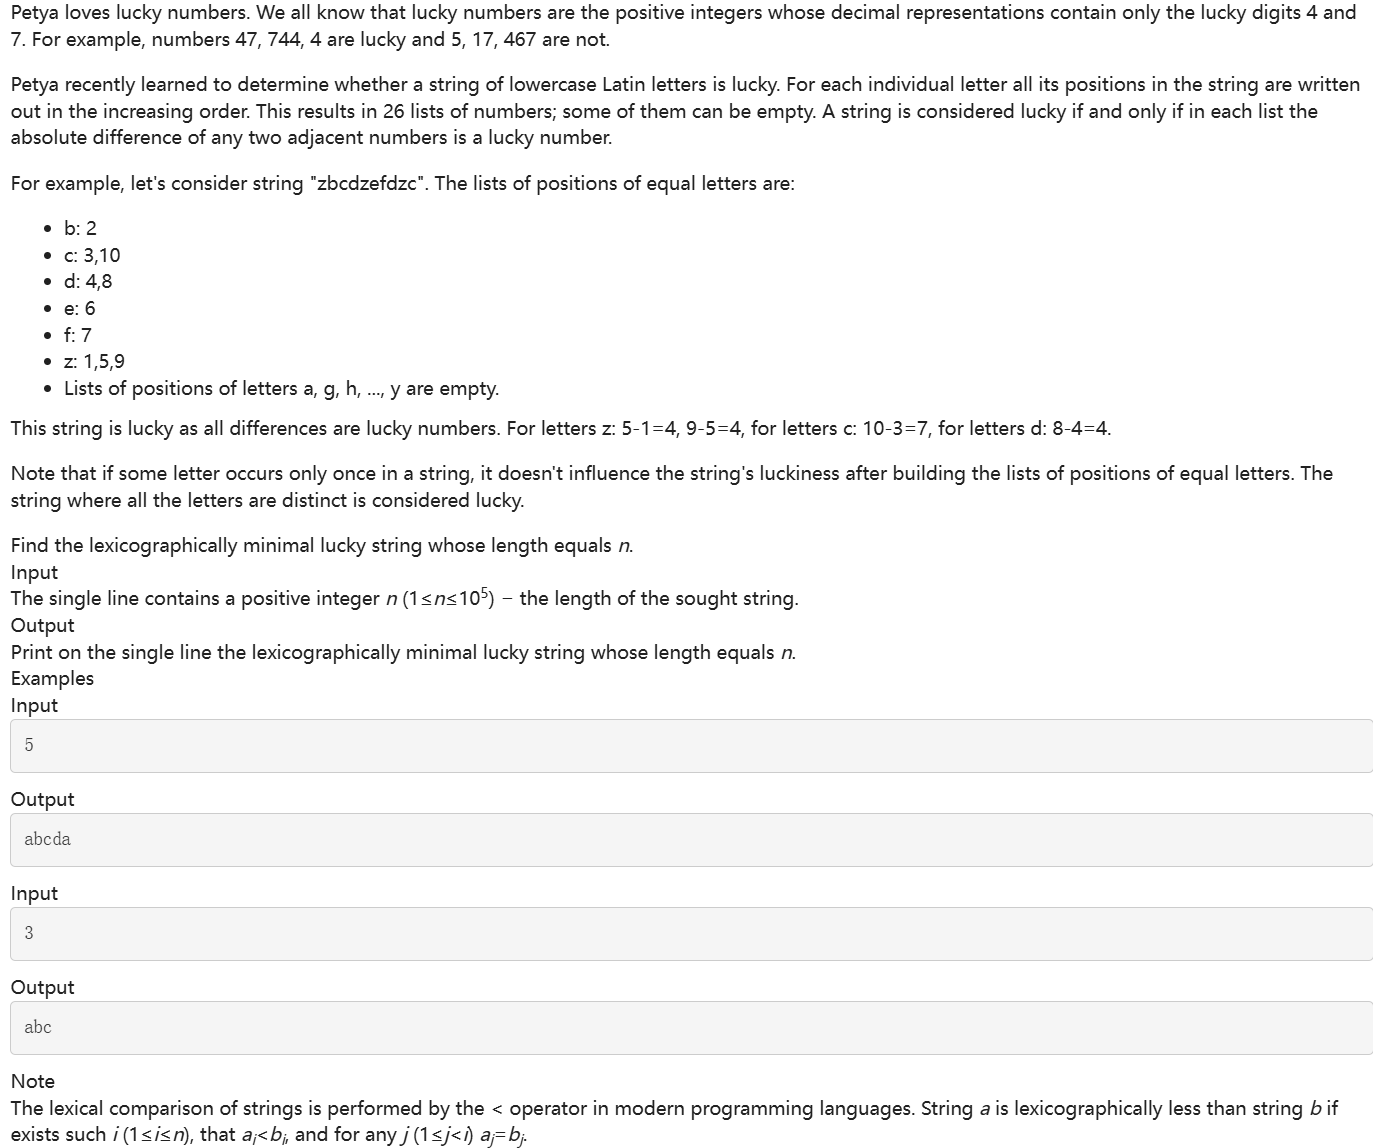 Petya loves lucky numbers. We all know that lucky numbers are the positive integers whose decimal representations contain only the lucky digits 4 and
7. For example, numbers 47, 744, 4 are lucky and 5, 17, 467 are not.
Petya recently learned to determine whether a string of lowercase Latin letters is lucky. For each individual letter all its positions in the string are written
out in the increasing order. This results in 26 lists of numbers; some of them can be empty. A string is considered lucky if and only if in each list the
absolute difference of any two adjacent numbers is a lucky number.
For example, let's consider string "zbcdzefdzc". The lists of positions of equal letters are:
• b: 2
• c: 3,10
• d: 4,8
• e: 6
• f: 7
• z: 1,5,9
• Lists of positions of letters a, g, h, ..., y are empty.
This string is lucky as all differences are lucky numbers. For letters z: 5-1=4, 9-5=4, for letters c: 10-3=7, for letters d: 8-4=4.
Note that if some letter occurs only once in a string, it doesn't influence the string's luckiness after building the lists of positions of equal letters. The
string where all the letters are distinct is considered lucky.
Find the lexicographically minimal lucky string whose length equals n.
Input
The single line contains a positive integer n (1≤n≤10⁵) − the length of the sought string.
Output
Print on the single line the lexicographically minimal lucky string whose length equals n.
Examples
Input
5
Output
abcda
Input
3
Output
abc
Note
The lexical comparison of strings is performed by the < operator in modern programming languages. String a is lexicographically less than string b if
exists such i (1≤i≤n), that aᵢ<bᵢ, and for any j (1≤j<i) aⱼ=bⱼ.